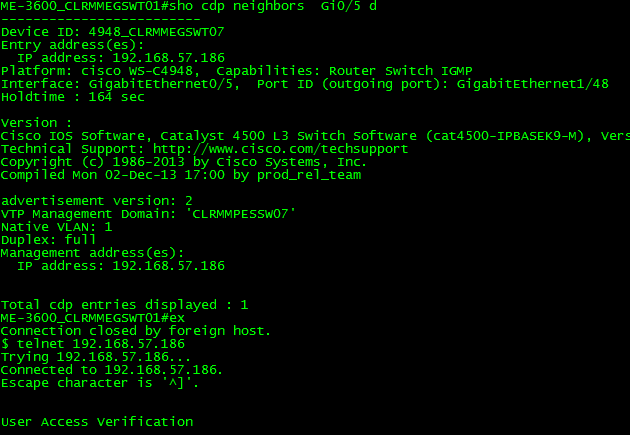 ME-3600_CLRMMEGSWT01#sho cdp neighbors  Gi0/5 d
-------------------------
Device ID: 4948_CLRMMEGSWT07
Entry address(es):
  IP address: 192.168.57.186
Platform: cisco WS-C4948,  Capabilities: Router Switch IGMP
Interface: GigabitEthernet0/5,  Port ID (outgoing port): GigabitEthernet1/48
Holdtime : 164 sec

Version :
Cisco IOS Software, Catalyst 4500 L3 Switch Software (cat4500-IPBASEK9-M), Vers
Technical Support: http://www.cisco.com/techsupport
Copyright (c) 1986-2013 by Cisco Systems, Inc.
Compiled Mon 02-Dec-13 17:00 by prod_rel_team

advertisement version: 2
VTP Management Domain: 'CLRMMPESSW07'
Native VLAN: 1
Duplex: full
Management address(es):
  IP address: 192.168.57.186

Total cdp entries displayed : 1
ME-3600_CLRMMEGSWT01#ex
Connection closed by foreign host.
$ telnet 192.168.57.186
Trying 192.168.57.186...
Connected to 192.168.57.186.
Escape character is '^]'.

User Access Verification